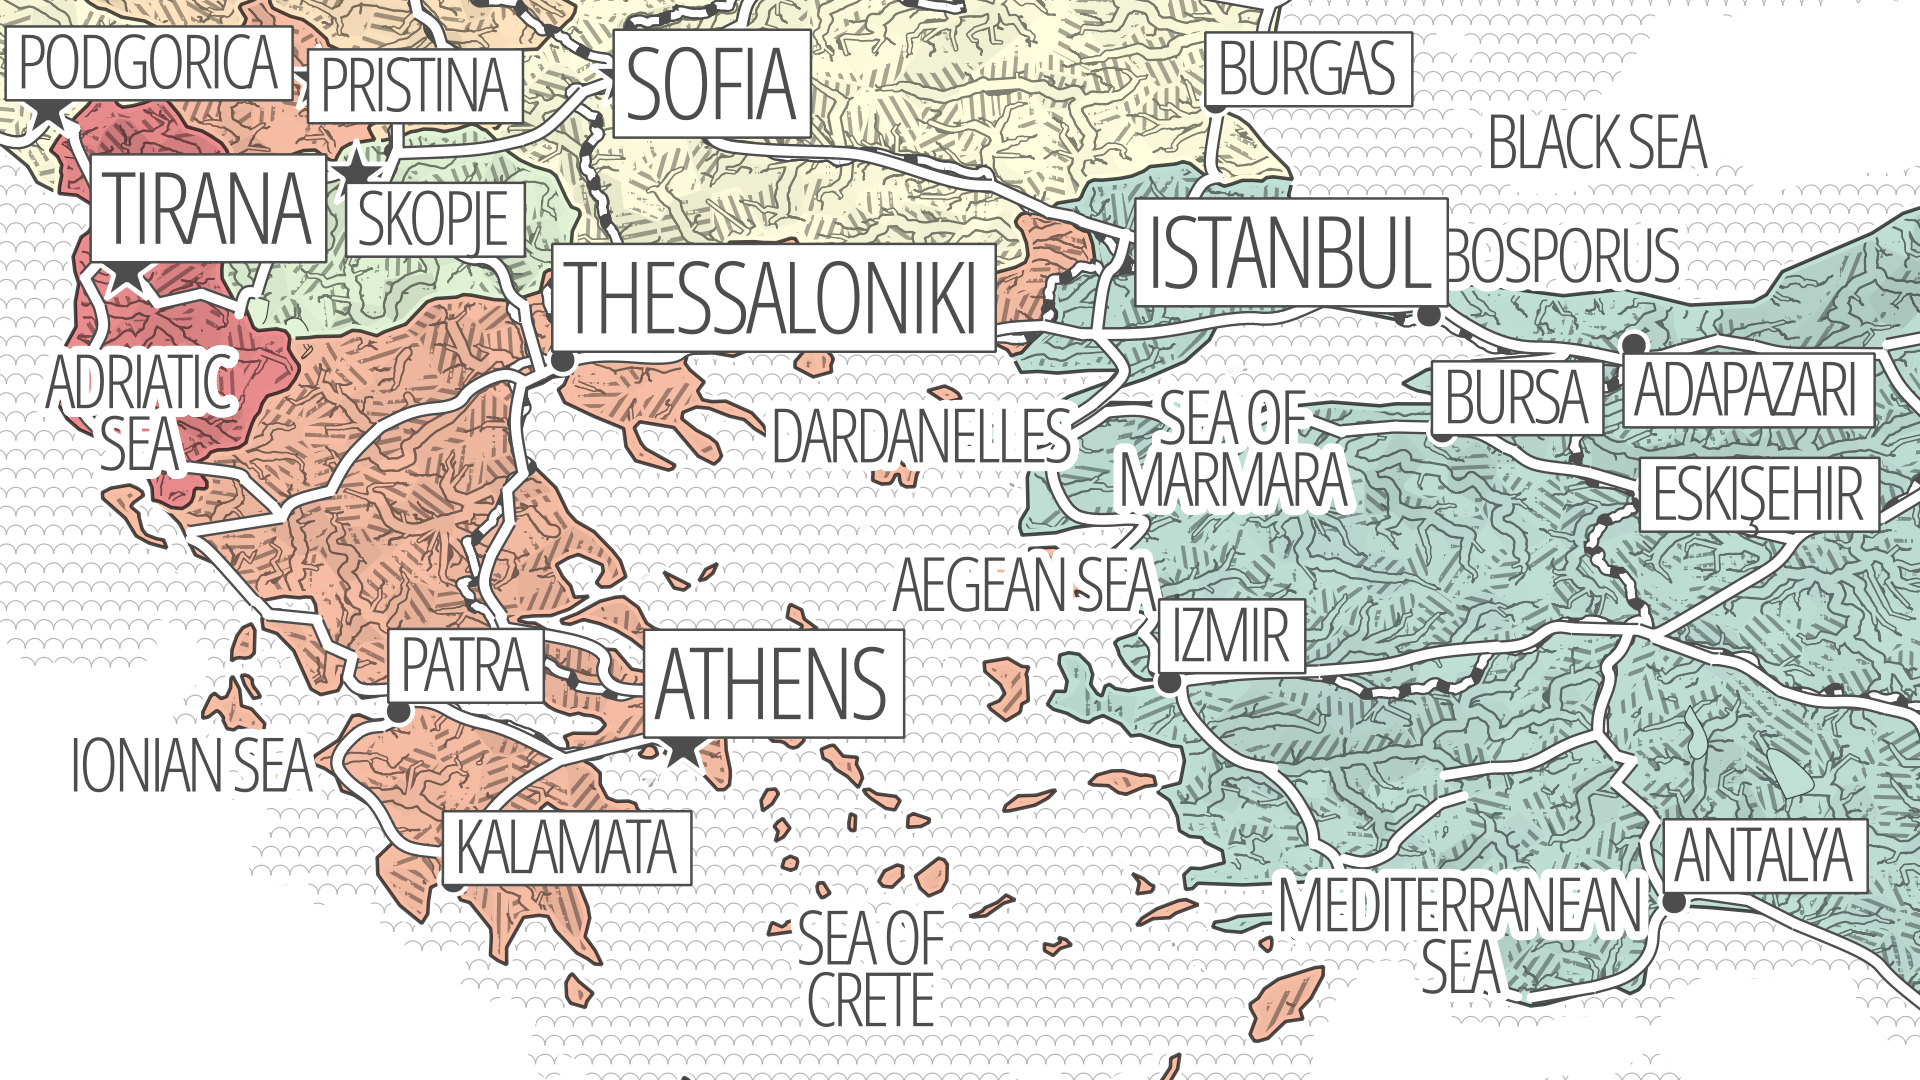 PODGORICA
PRISTINA
SOFIA
BURGAS
BLACK SEA
TIRANA
SKOPJE
ISTANBUL
BOSPORUS
THESSALONIKI
ADRIATIC
SEA
DARDANELLES
SEA OF
MARMARA
BURSA
ADAPAZARI
ESKIŞEHIR
AEGEAN SEA
IZMIR
PATRA
ATHENS
IONIAN SEA
KALAMATA
ANTALYA
MEDITERRANEAN
SEA
SEA OF
CRETE